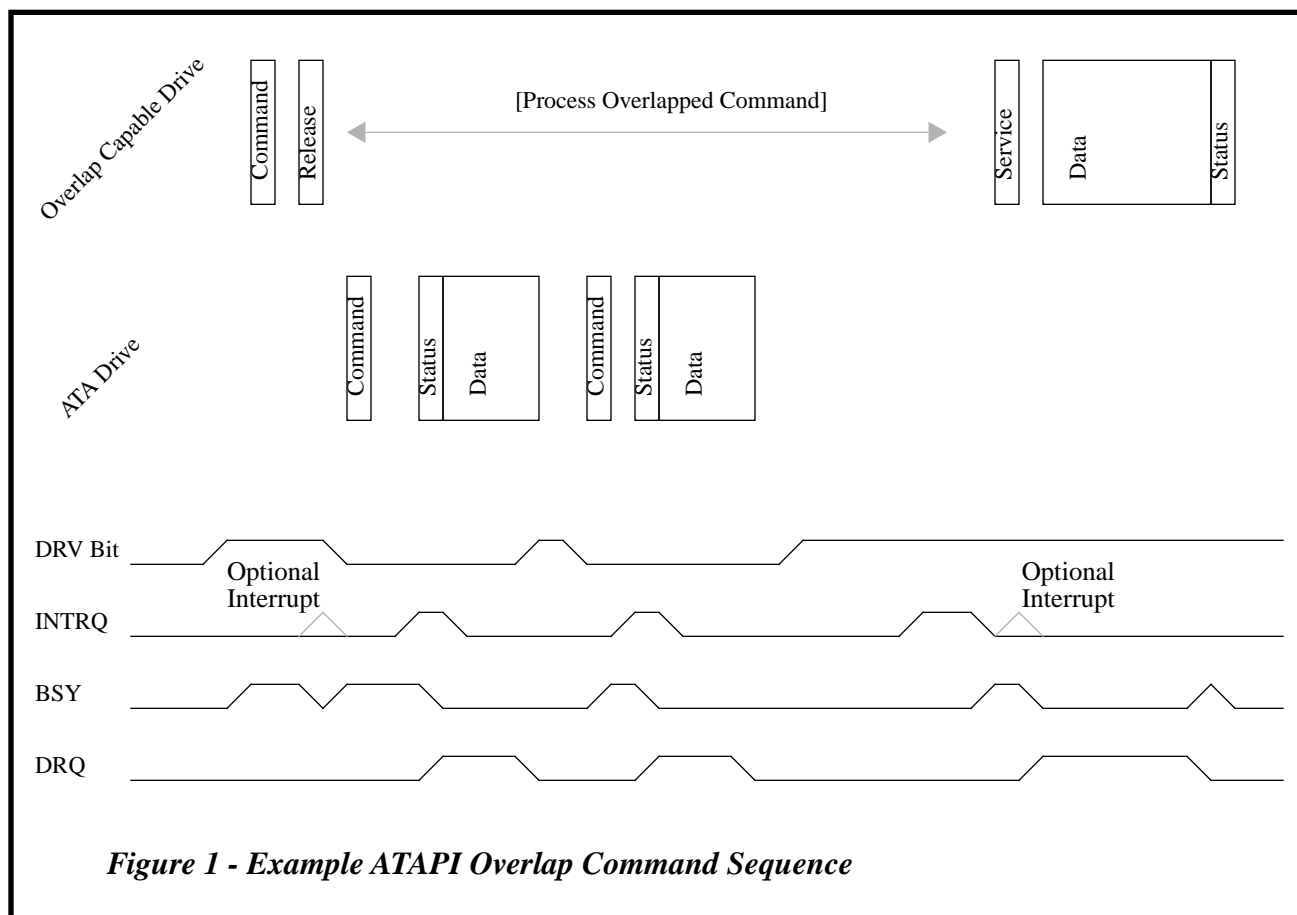 Overlap Capable Drive
Command
Release
[Process Overlapped Command]
Service
Data
Status
ATA Drive
Command
Status
Data
Command
Status
Data
DRV Bit
Optional
Interrupt
Optional
Interrupt
INTRQ
BSY
DRQ
Figure 1 - Example ATAPI Overlap Command Sequence